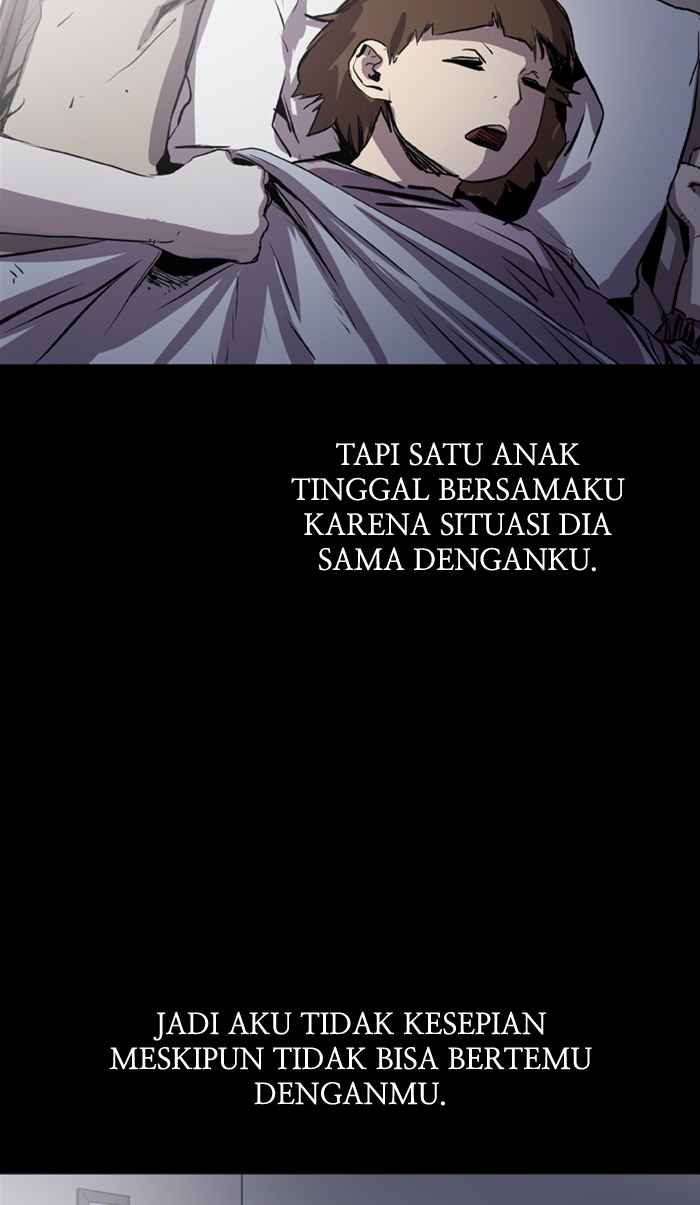 TAPI SATU ANAK
TINGGAL BERSAMAKU
KARENA SITUASI DIA
SAMA DENGANKU.
JADI AKU TIDAK KESEPIAN
MESKIPUN TIDAK BISA BERTEMU
DENGANMU.